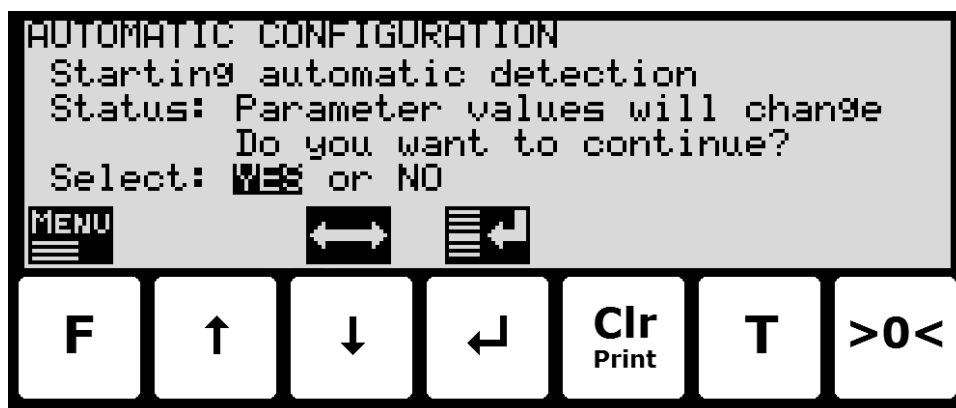 AUTOMATIC CONFIGURATION
Starting automatic detection
Status: Parameter values will change
Do you want to continue?
Select: YES or NO
MENU
F ↑ ↓ ↵ Clr T >0<
Print